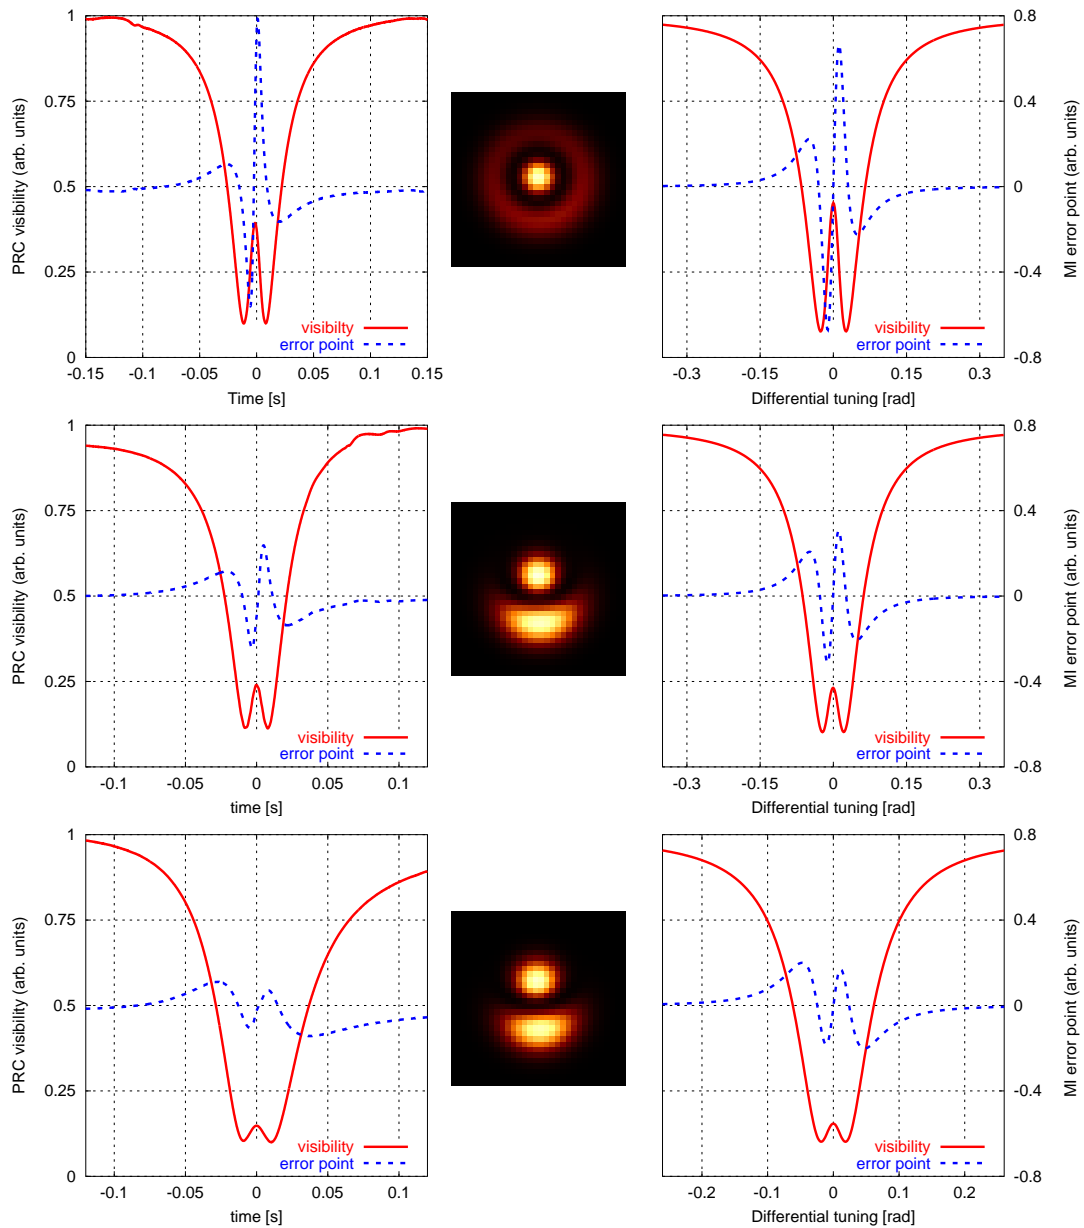 1
0.75
0.5
0.25
0
PRC visibility (arb. units)
visibilty
error point
-0.15 -0.1 -0.05 0 0.05 0.1 0.15
Time [s]
0.8
0.4
0
-0.4
-0.8
MI error point (arb. units)
visibility
error point
-0.3 -0.15 0 0.15 0.3
Differential tuning [rad]
1
0.75
0.5
0.25
0
PRC visibility (arb. units)
visibility
error point
-0.1 -0.05 0 0.05 0.1
time [s]
0.8
0.4
0
-0.4
-0.8
MI error point (arb. units)
visibility
error point
-0.3 -0.15 0 0.15 0.3
Differential tuning [rad]
1
0.75
0.5
0.25
0
PRC visibility (arb. units)
visibility
error point
-0.1 -0.05 0 0.05 0.1
time [s]
0.8
0.4
0
-0.4
-0.8
MI error point (arb. units)
visibility
error point
-0.2 -0.1 0 0.1 0.2
Differential tuning [rad]